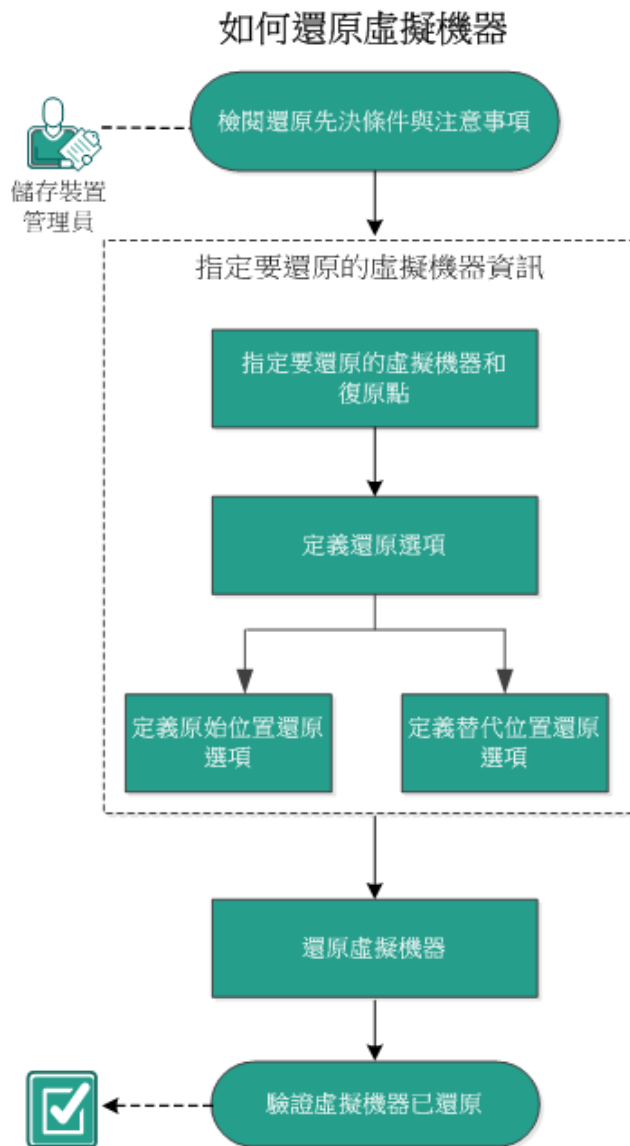 如何還原虛擬機器
檢閱還原先決條件與注意事項
儲存裝置
管理員
指定要還原的虛擬機器資訊
指定要還原的虛擬機器和
復原點
定義還原選項
定義原始位置還原
選項
定義替代位置還原
選項
還原虛擬機器
驗證虛擬機器已還原